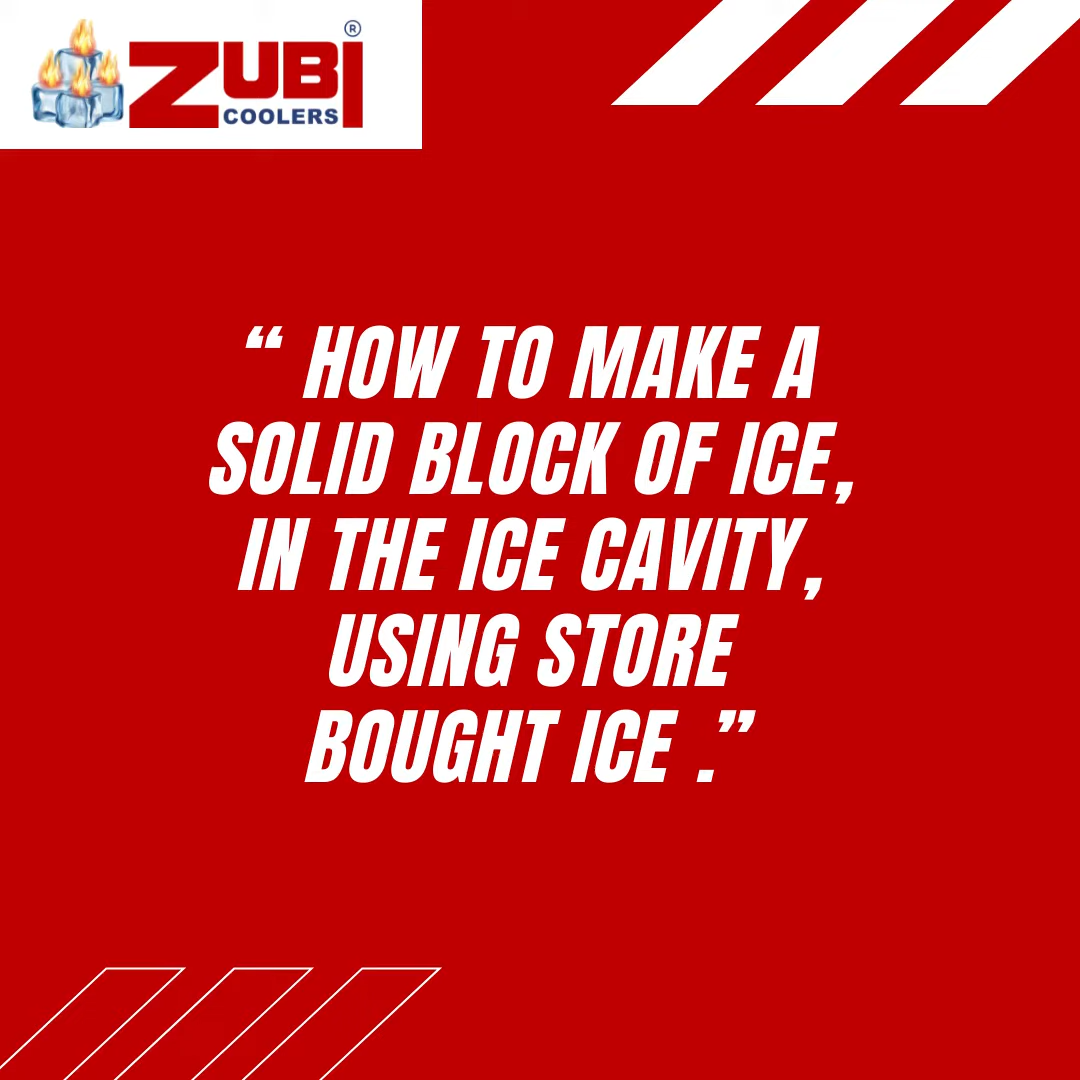 ZUBI®
COOLERS
“ HOW TO MAKE A
SOLID BLOCK OF ICE,
IN THE ICE CAVITY,
USING STORE
BOUGHT ICE .”